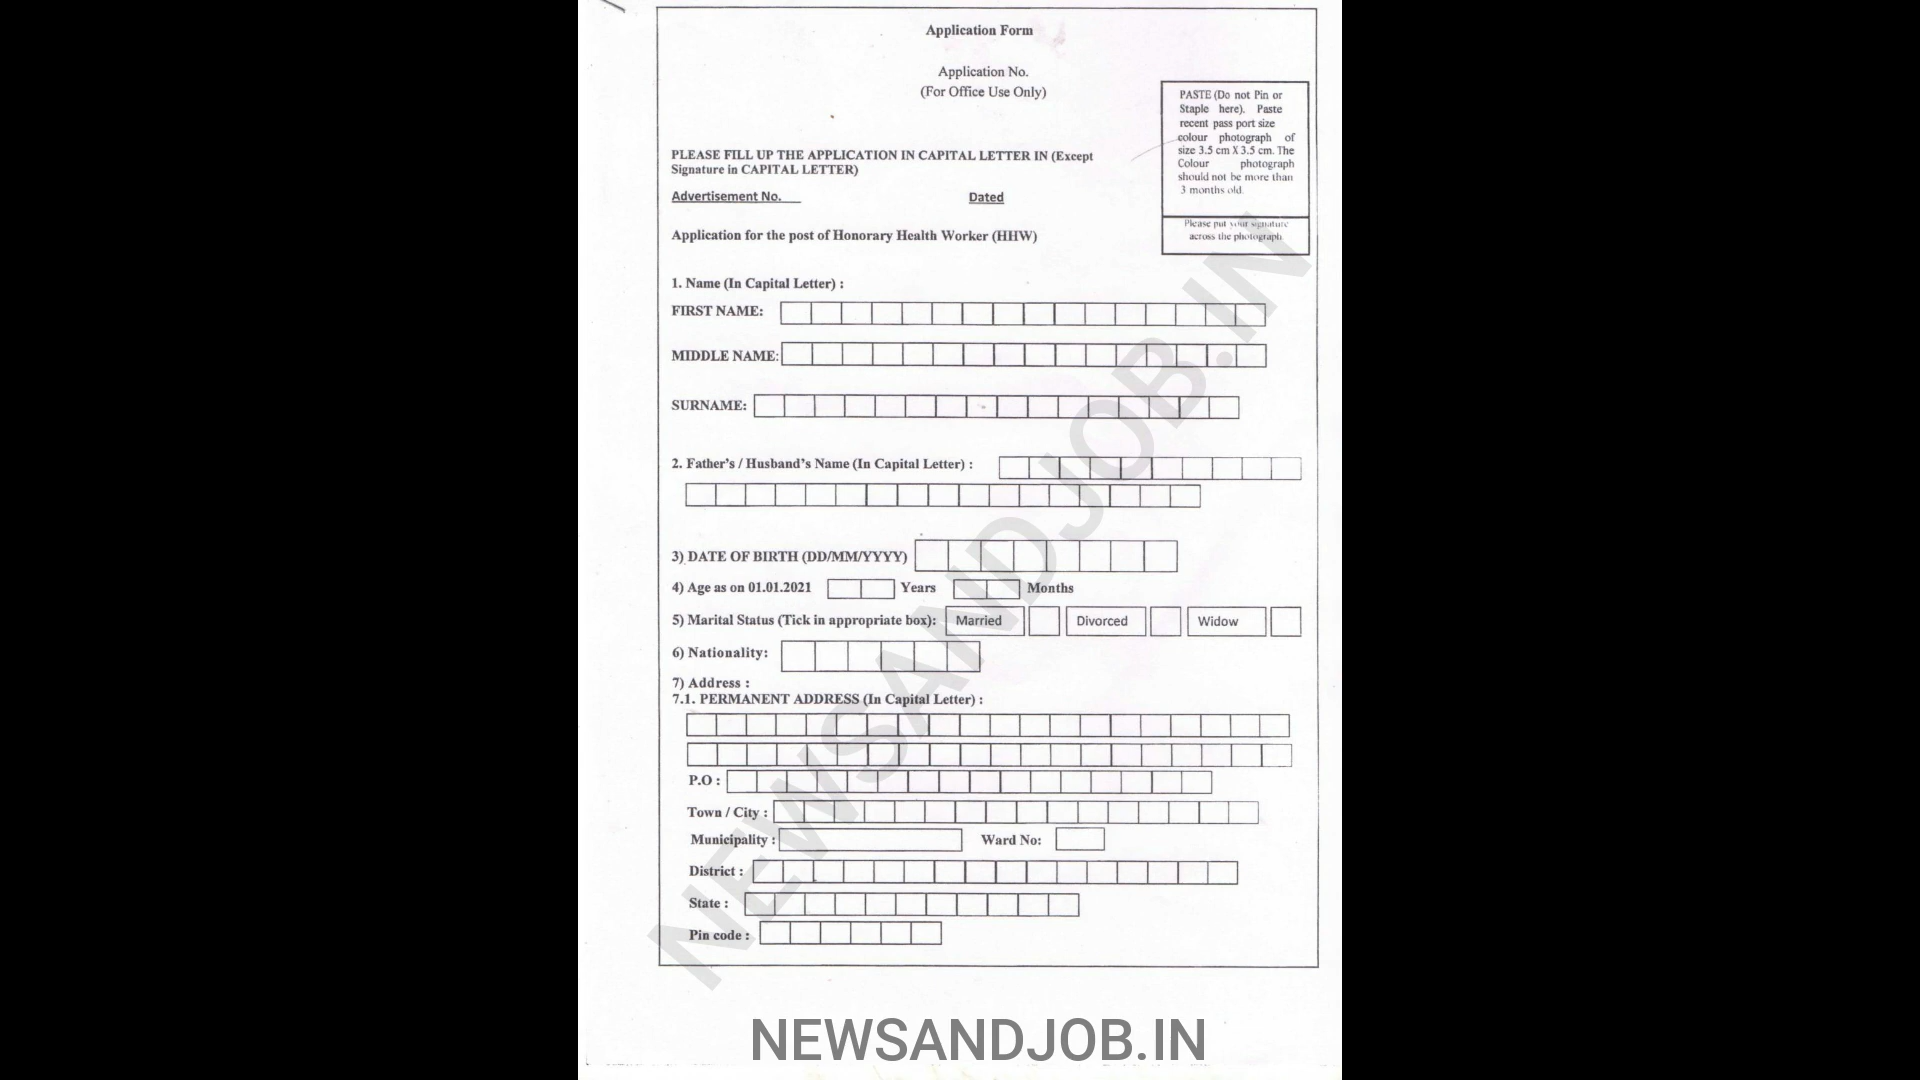 Application Form
Application No.
(For Office Use Only)
PASTE (Do not Pin or
Staple here). Paste
recent pass port size
colour photograph of
size 3.5 cm X 3.5 cm. The
Colour photograph
should not be more than
3 months old.
Please put your signature
across the photograph
PLEASE FILL UP THE APPLICATION IN CAPITAL LETTER IN (Except
Signature in CAPITAL LETTER)
Advertisement No.___ Dated
Application for the post of Honorary Health Worker (HHW)
1. Name (In Capital Letter) :
FIRST NAME:
MIDDLE NAME:
SURNAME:
2. Father's / Husband's Name (In Capital Letter) :
3) DATE OF BIRTH (DD/MM/YYYY)
4) Age as on 01.01.2021 Years Months
5) Marital Status (Tick in appropriate box): Married Divorced Widow
6) Nationality:
7) Address :
7.1. PERMANENT ADDRESS (In Capital Letter) :
P.O :
Town / City :
Municipality : Ward No:
District :
State :
Pin code :
NEWSANDJOB.IN
NEWSANDJOB.IN